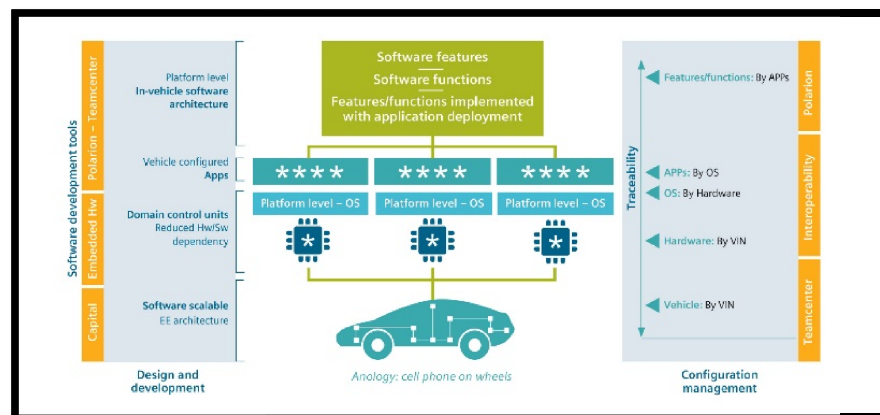 Software development tools
Polarion – Teamcenter
Embedded Hw
Capital
Platform level
In-vehicle software
architecture
Vehicle configured
Apps
Domain control units
Reduced Hw/Sw
dependency
Software scalable
EE architecture
Design and
development
Software features
Software functions
Features/functions implemented
with application deployment
**** **** ****
Platform level – OS Platform level – OS Platform level – OS
* * *
Anology: cell phone on wheels
Traceability
Features/functions: By APPs
APPs: By OS
OS: By Hardware
Hardware: By VIN
Vehicle: By VIN
Configuration
management
Polarion
Interoperability
Teamcenter